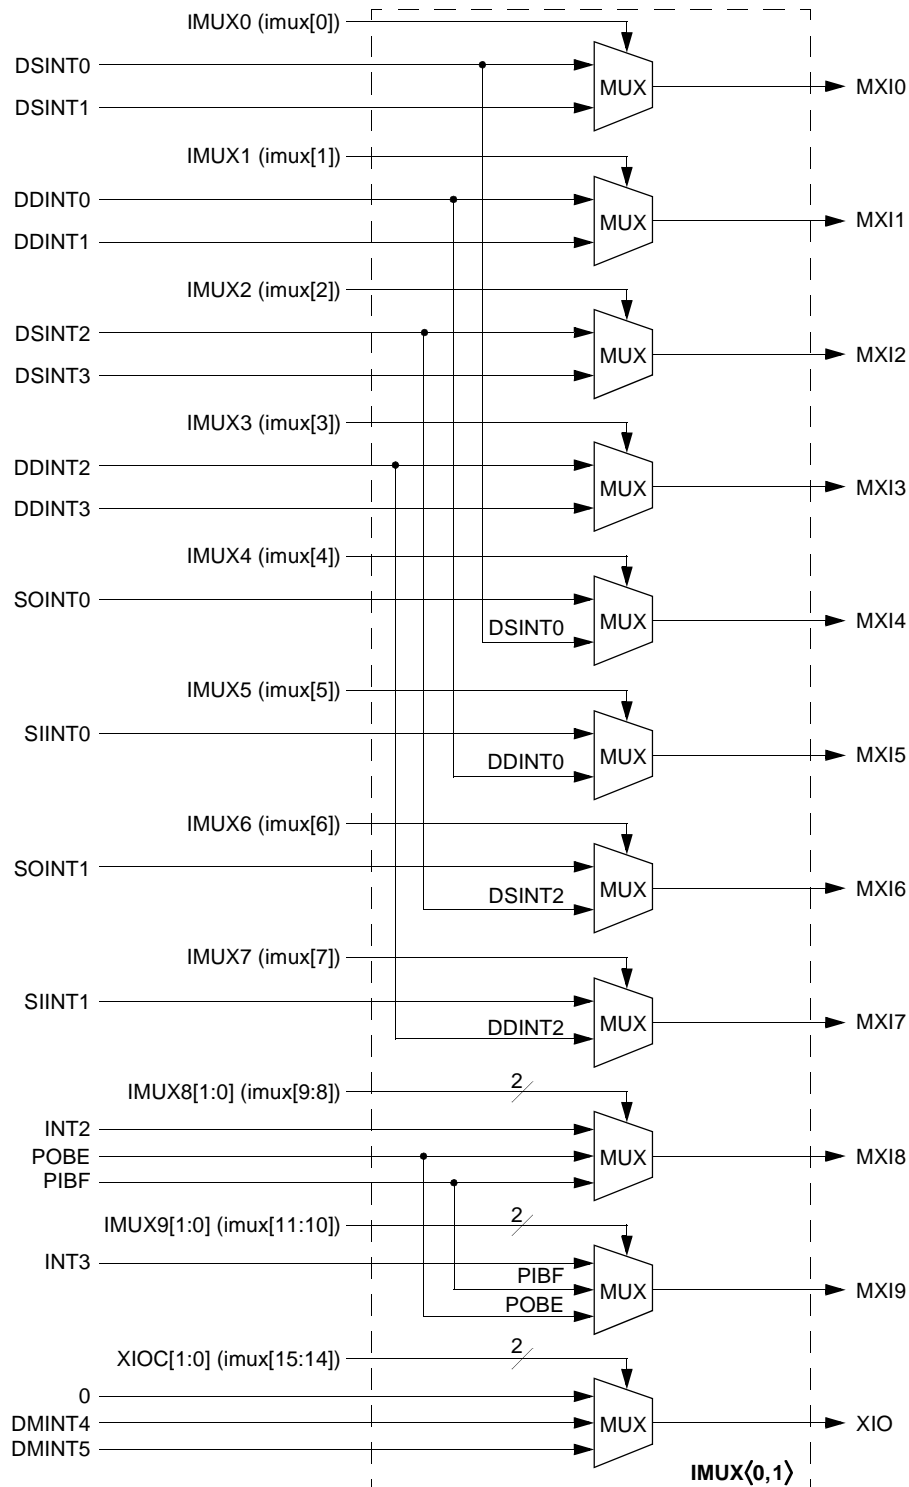 IMUX0 (imux[0])
DSINT0
MUX
MXI0
DSINT1
IMUX1 (imux[1])
DDINT0
MUX
MXI1
DDINT1
IMUX2 (imux[2])
DSINT2
MUX
MXI2
DSINT3
IMUX3 (imux[3])
DDINT2
MUX
MXI3
DDINT3
IMUX4 (imux[4])
SOINT0
MUX
MXI4
DSINT0
IMUX5 (imux[5])
SIINT0
MUX
MXI5
DDINT0
IMUX6 (imux[6])
SOINT1
MUX
MXI6
DSINT2
IMUX7 (imux[7])
SIINT1
MUX
MXI7
DDINT2
IMUX8[1:0] (imux[9:8])
2
INT2
POBE
MUX
MXI8
PIBF
IMUX9[1:0] (imux[11:10])
2
INT3
PIBF
MUX
MXI9
POBE
XIOC[1:0] (imux[15:14])
2
0
DMINT4
MUX
XIO
DMINT5
IMUX⟨0,1⟩